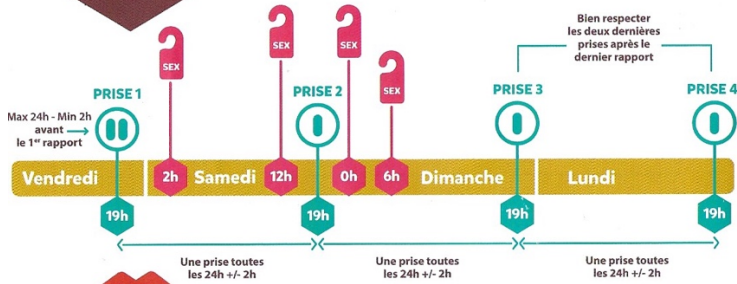 Bien respecter
les deux dernières
prises après le
dernier rapport
SEX
SEX
SEX
SEX
PRISE 1
PRISE 2
PRISE 3
PRISE 4
Max 24h - Min 2h
avant
le 1er rapport
Vendredi
2h
Samedi
12h
0h
6h
Dimanche
Lundi
19h
19h
19h
19h
Une prise toutes
les 24h +/- 2h
Une prise toutes
les 24h +/- 2h
Une prise toutes
les 24h +/- 2h